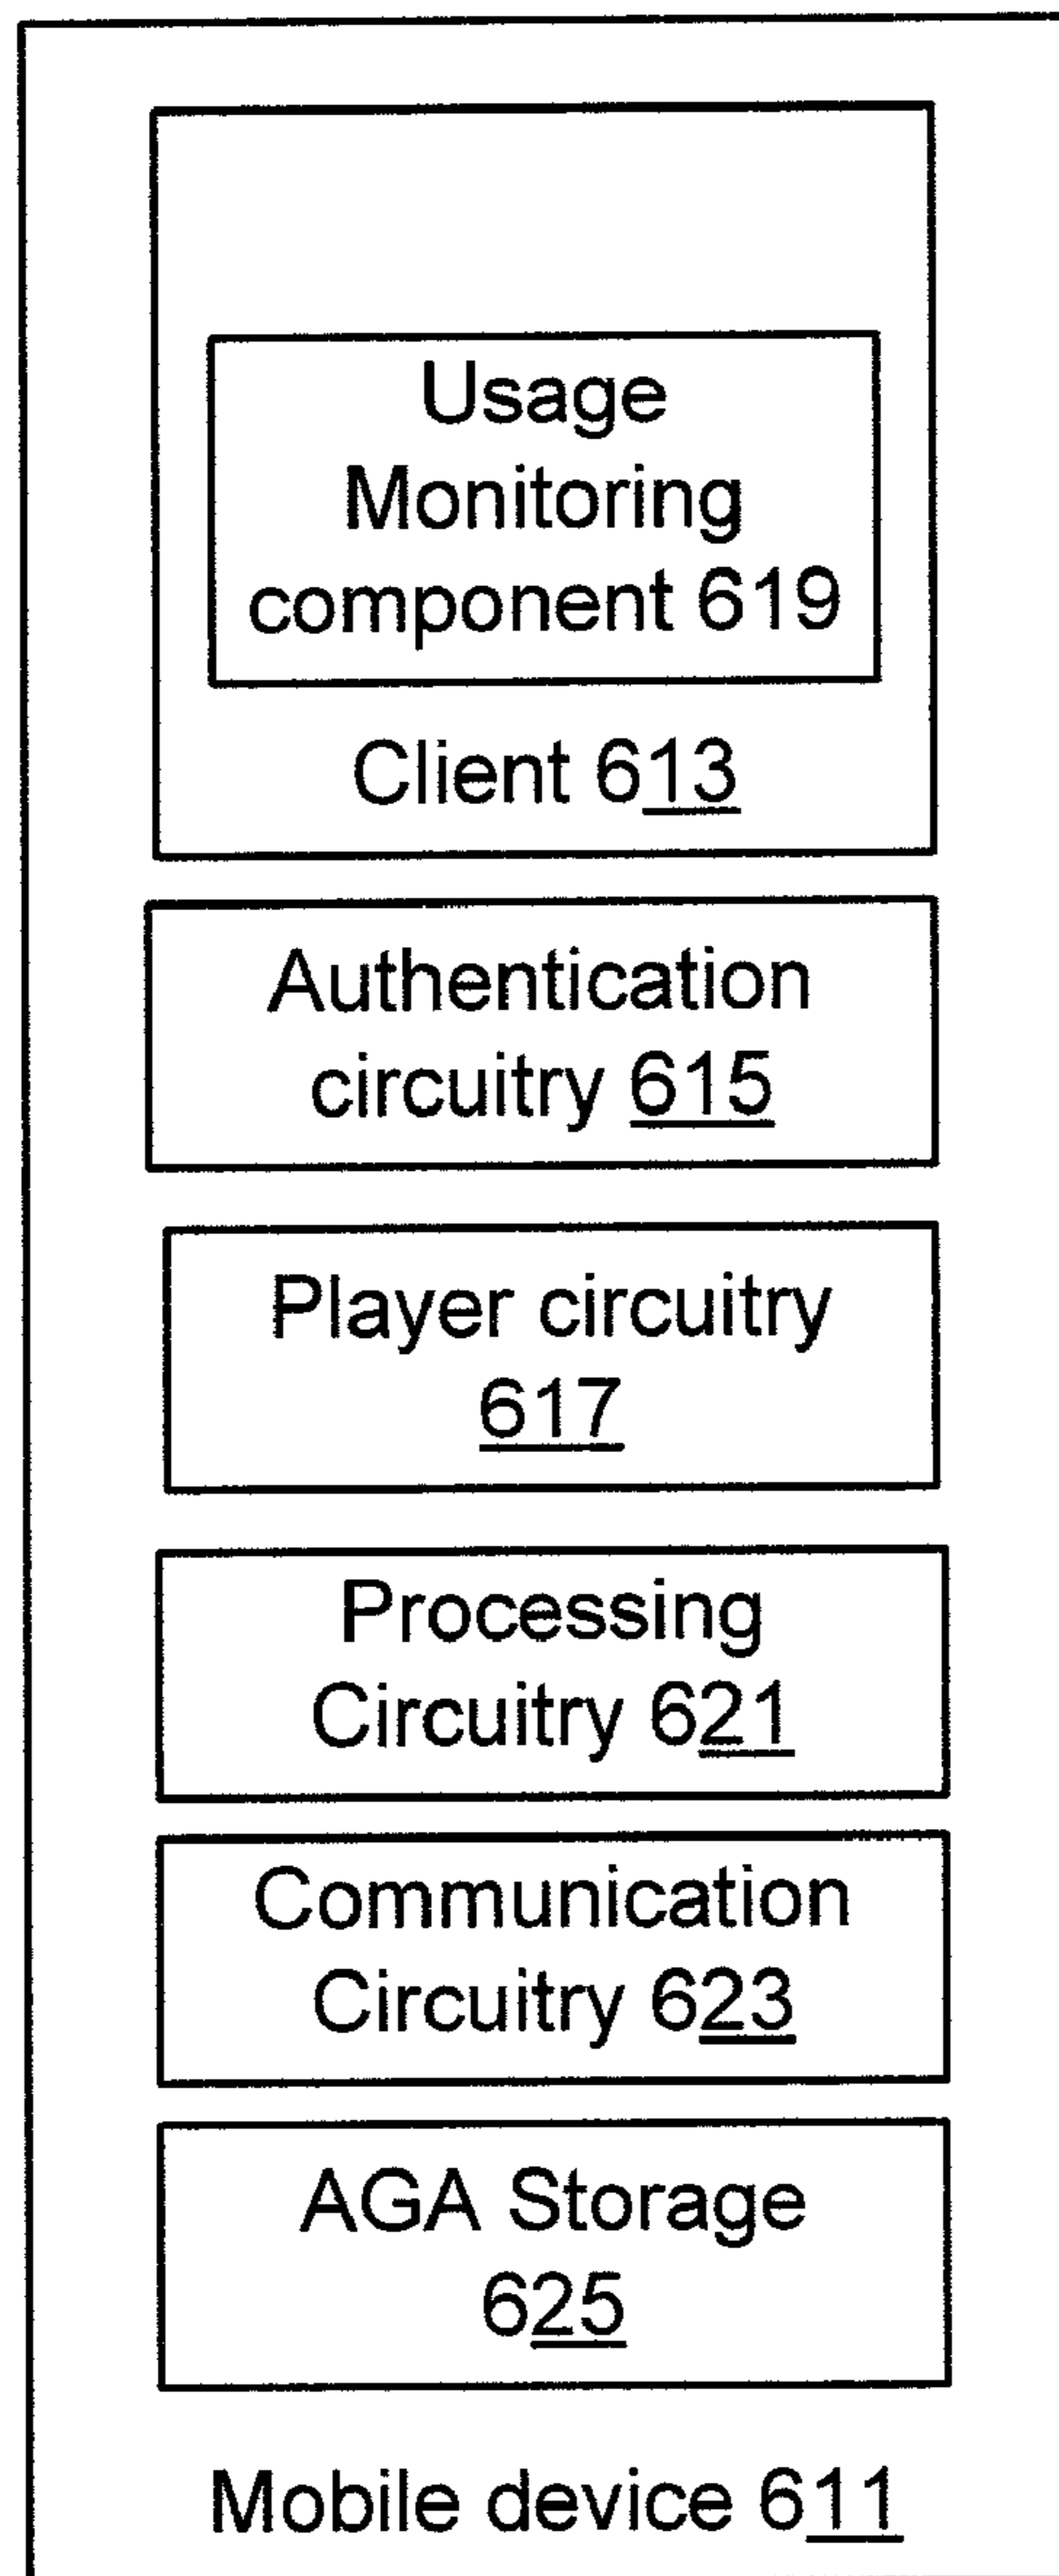 Usage
Monitoring
component 619
Client 613
Authentication
circuitry 615
Player circuitry
617
Processing
Circuitry 621
Communication
Circuitry 623
AGA Storage
625
Mobile device 611